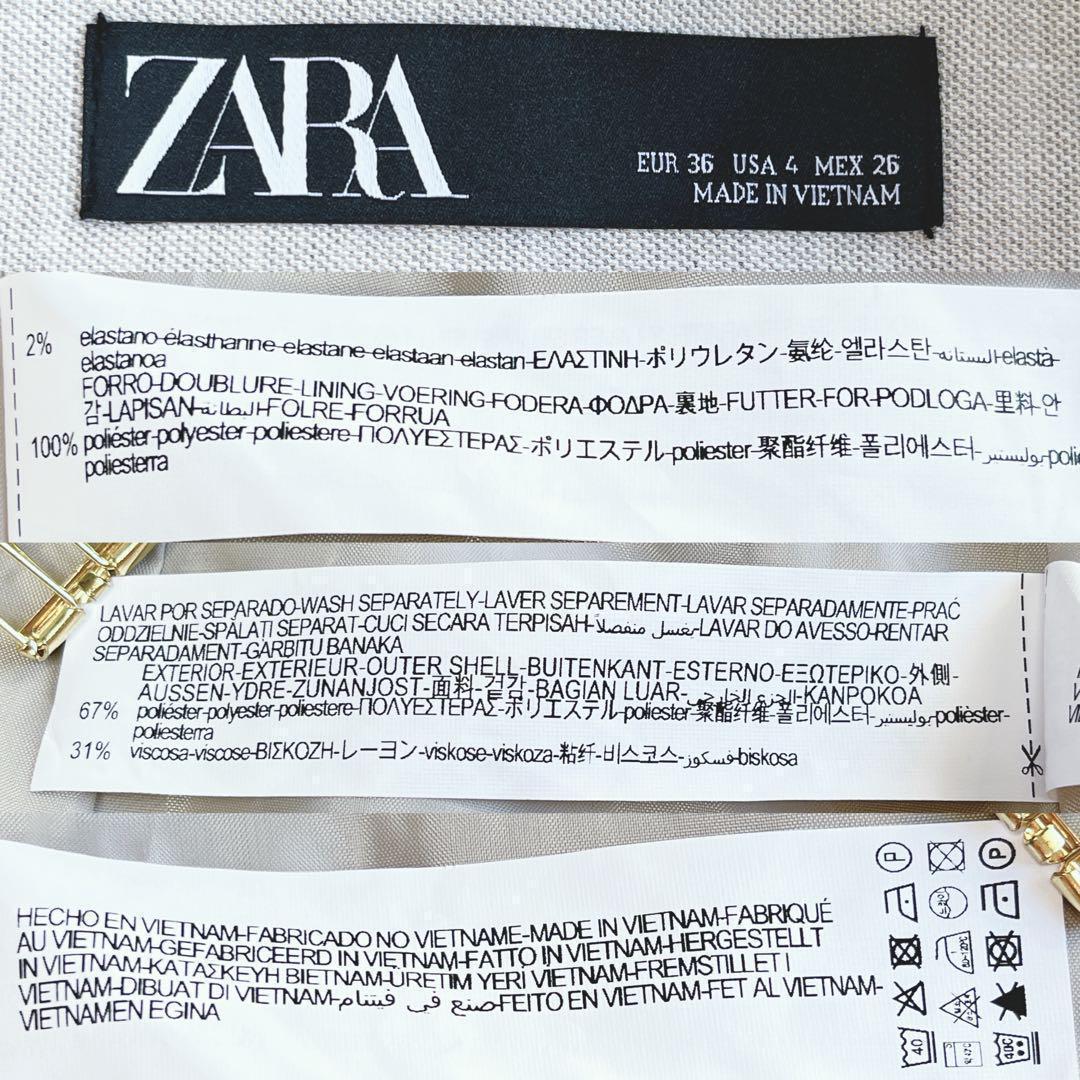 ZARA
EUR 36 USA 4 MEX 26
MADE IN VIETNAM
2% elastano-élasthanne-elastane-elastaan-elastan-ΕΛΑΣΤΙΝΗ-ポリウレタン-氨纶-엘라스탄-الستانه-elastà-
elastanoa
FORRO-DOUBLURE-LINING-VOERING-FODERA-ΦΟΔΡΑ-裏地-FUTTER-FOR-PODLOGA-里料-안
감-LAPISAN-البطانة-FOLRE-FORRUA
100% poliéster-polyester-poliestere-ΠΟΛΥΕΣΤΕΡΑΣ-ポリエステル-poliester-聚酯纤维-폴리에스터-بوليستير-polie
poliesterra
LAVAR POR SEPARADO-WASH SEPARATELY-LAVER SEPAREMENT-LAVAR SEPARADAMENTE-PRAĆ
ODDZIELNIE-SPĂLAȚI SEPARAT-CUCI SECARA TERPISAH-يغسل منفصلاً-LAVAR DO AVESSO-RENTAR
SEPARADAMENT-GARBITU BANAKA
EXTERIOR-EXTERIEUR-OUTER SHELL-BUITENKANT-ESTERNO-ΕΞΩΤΕΡΙΚΟ-外側-
AUSSEN-YDRE-ZUNANJOST-面料-겉감-BAGIAN LUAR-الجزء الخارجي-KANPOKOA
67% poliéster-polyester-poliestere-ΠΟΛΥΕΣΤΕΡΑΣ-ポリエステル-poliester-聚酯纤维-폴리에스터-بوليستير-polièster-
poliesterra
31% viscosa-viscose-ΒΙΣΚΟΖΗ-レーヨン-viskose-viskoza-粘纤-비스코스-فسكوز-biskosa
HECHO EN VIETNAM-FABRICADO NO VIETNAME-MADE IN VIETNAM-FABRIQUÉ
AU VIETNAM-GEFABRICEERD IN VIETNAM-FATTO IN VIETNAM-HERGESTELLT
IN VIETNAM-ΚΑΤΑΣΚΕΥΗ ΒΙΕΤΝΑΜ-ÜRETIM YERI VIETNAM-FREMSTILLET I
VIETNAM-DIBUAT DI VIETNAM-صنع في فيتنام-FEITO EN VIETNAM-FET AL VIETNAM-
VIETNAMEN EGINA
P P
40 40C